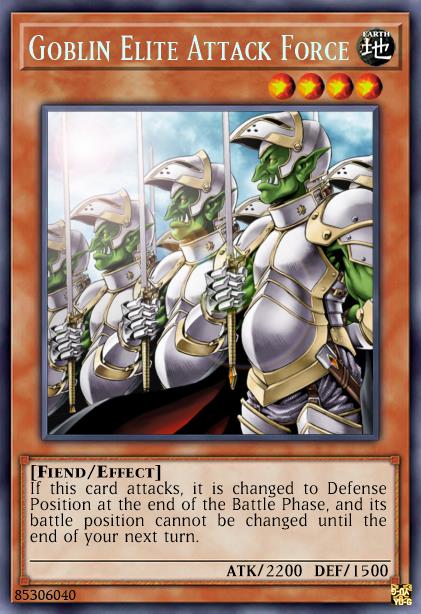 GOBLIN ELITE ATTACK FORCE
EARTH
地
[FIEND/EFFECT]
If this card attacks, it is changed to Defense
Position at the end of the Battle Phase, and its
battle position cannot be changed until the
end of your next turn.
ATK/2200 DEF/1500
85306040